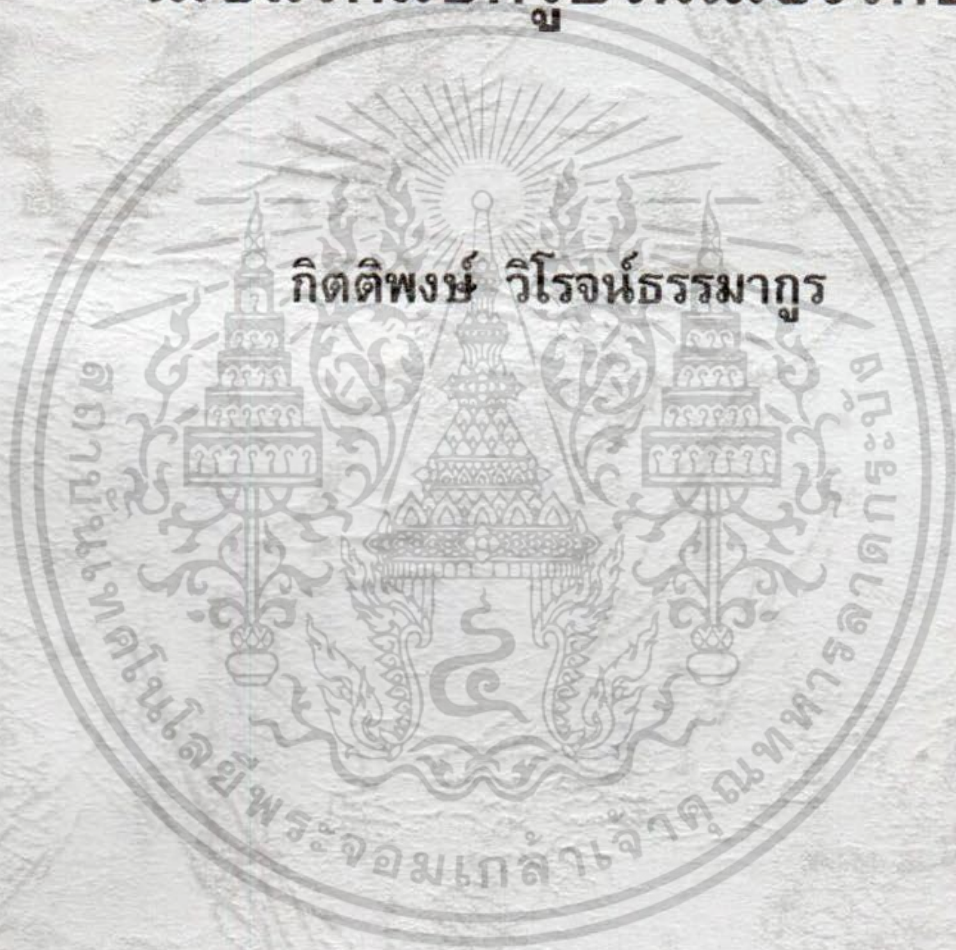 กิตติพงษ์ วิโรจน์ธรรมากูร
สถาบันเทคโนโลยีพระจอมเกล้าเจ้าคุณทหารลาดกระบัง
๔